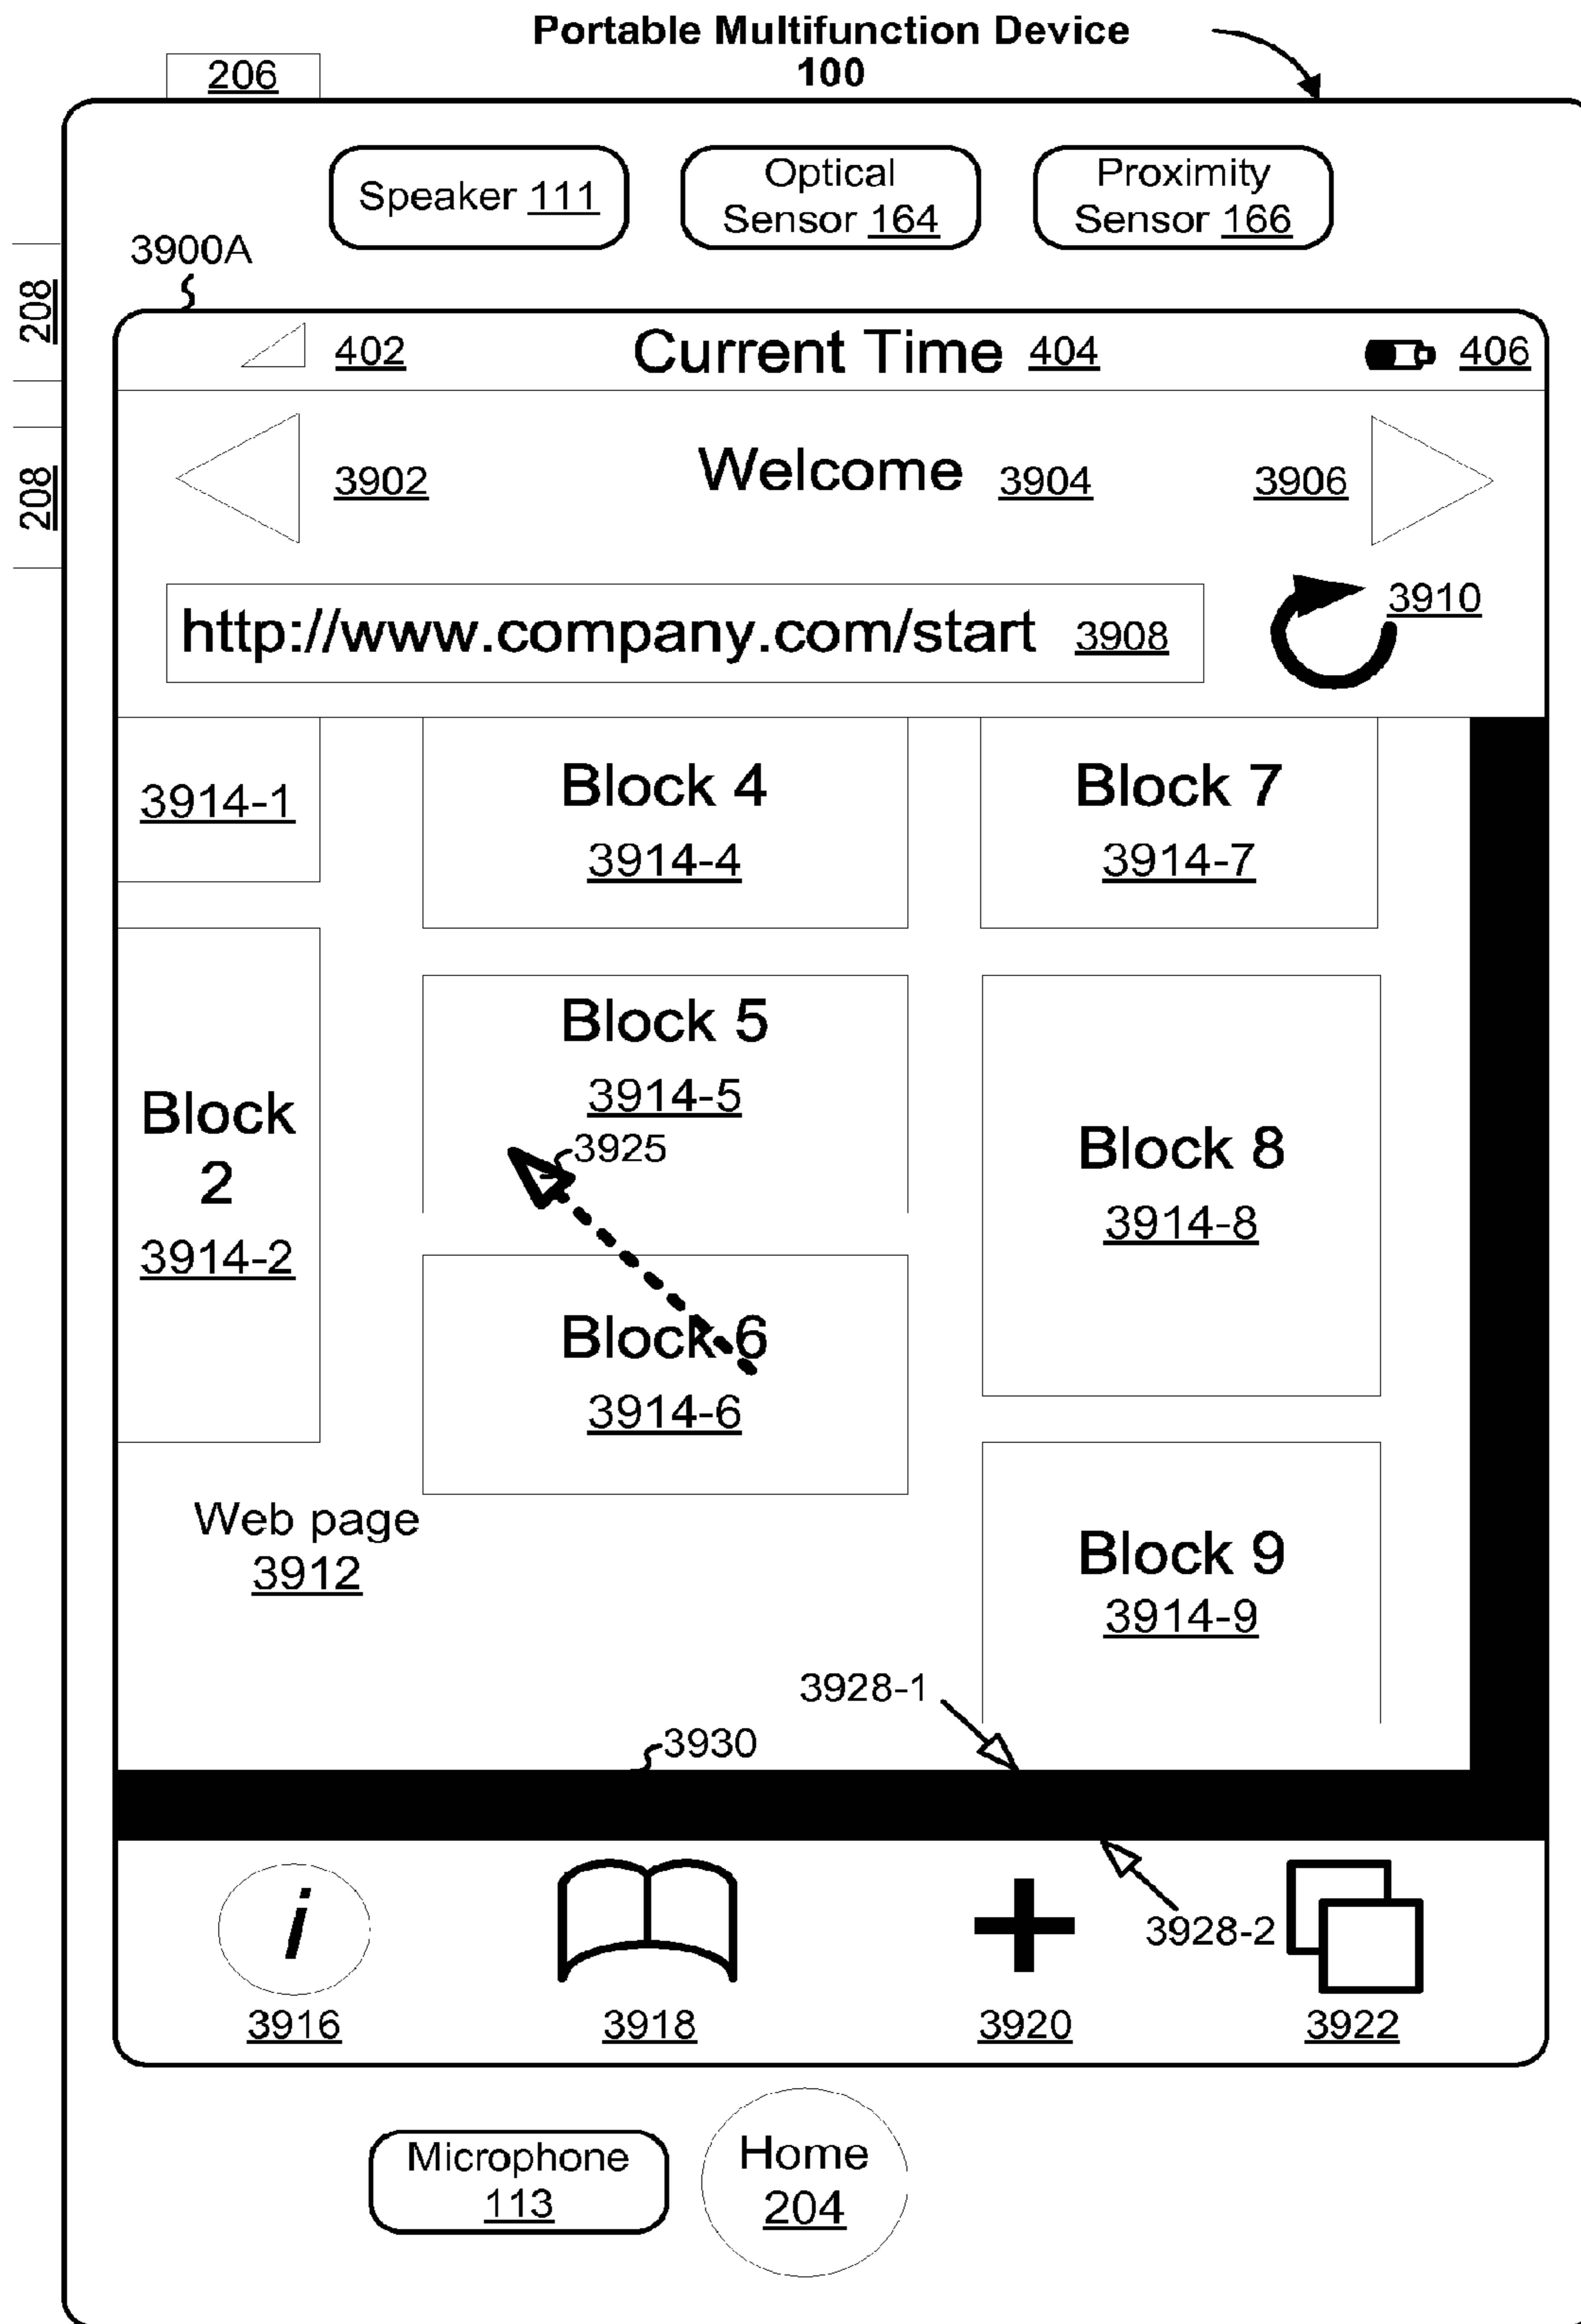 Portable Multifunction Device
100
206
Speaker 111
Optical
Sensor 164
Proximity
Sensor 166
3900A
208
208
402
Current Time 404
406
3902
Welcome 3904
3906
http://www.company.com/start 3908
3910
3914-1
Block 4
3914-4
Block 7
3914-7
Block
2
3914-2
Block 5
3914-5
3925
Block 8
3914-8
Block 6
3914-6
Web page
3912
Block 9
3914-9
3928-1
3930
i
3928-2
3916
3918
3920
3922
Microphone
113
Home
204